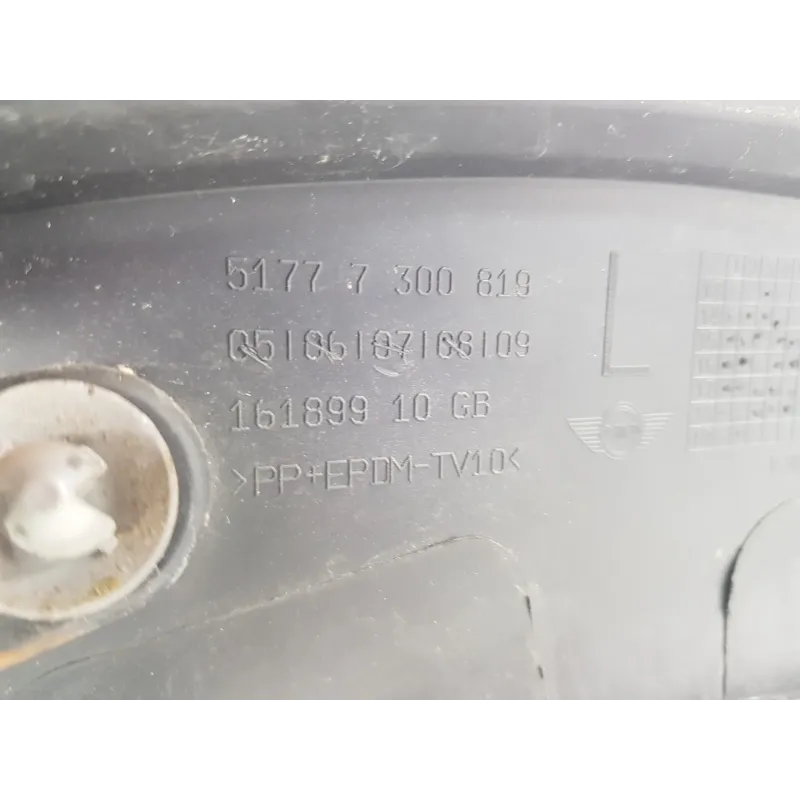 5177 7 300 819
05|06|07|08|09
161899 10 GB
>PP+EPDM-TV10<
L